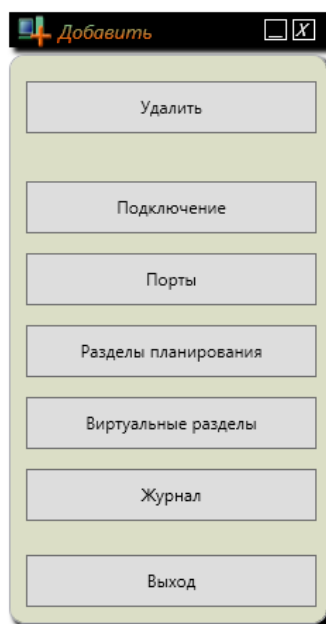 Добавить
Удалить
Подключение
Порты
Разделы планирования
Виртуальные разделы
Журнал
Выход